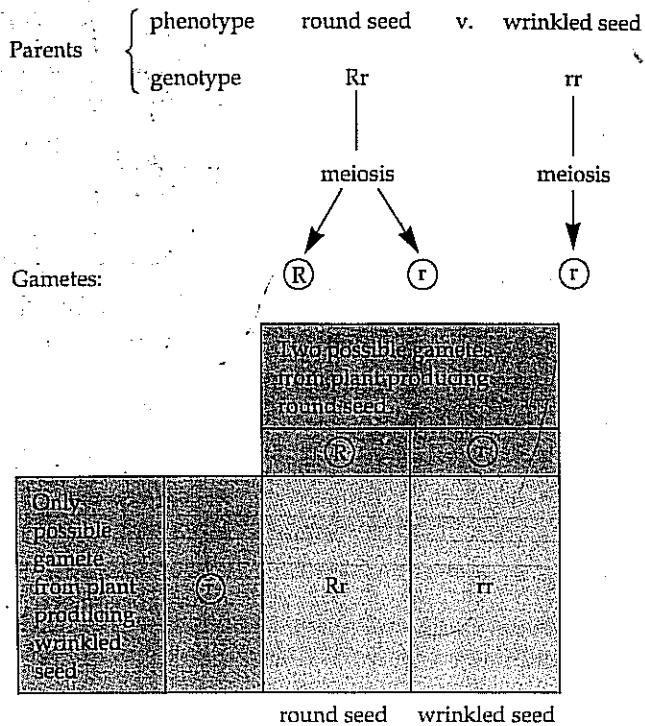 phenotype round seed v. wrinkled seed
Parents
genotype Rr rr
meiosis meiosis
Gametes: R r r
Two possible gametes
from plant producing
round seed
R r
Only
possible
gamete
from plant
producing
wrinkled
seed
r Rr rr
round seed wrinkled seed